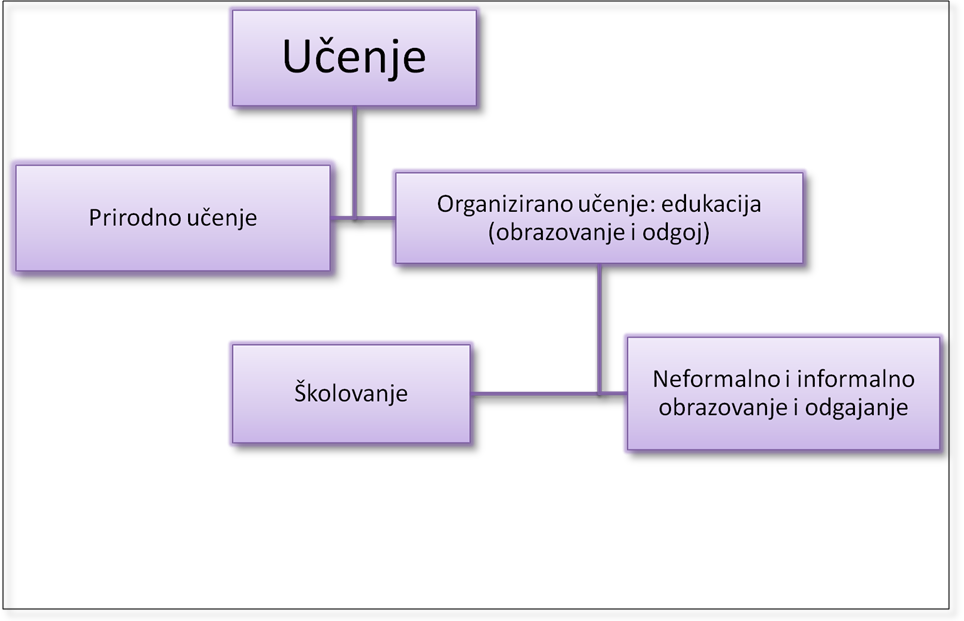 Učenje
Prirodno učenje
Organizirano učenje: edukacija
(obrazovanje i odgoj)
Školovanje
Neformalno i informalno
obrazovanje i odgajanje